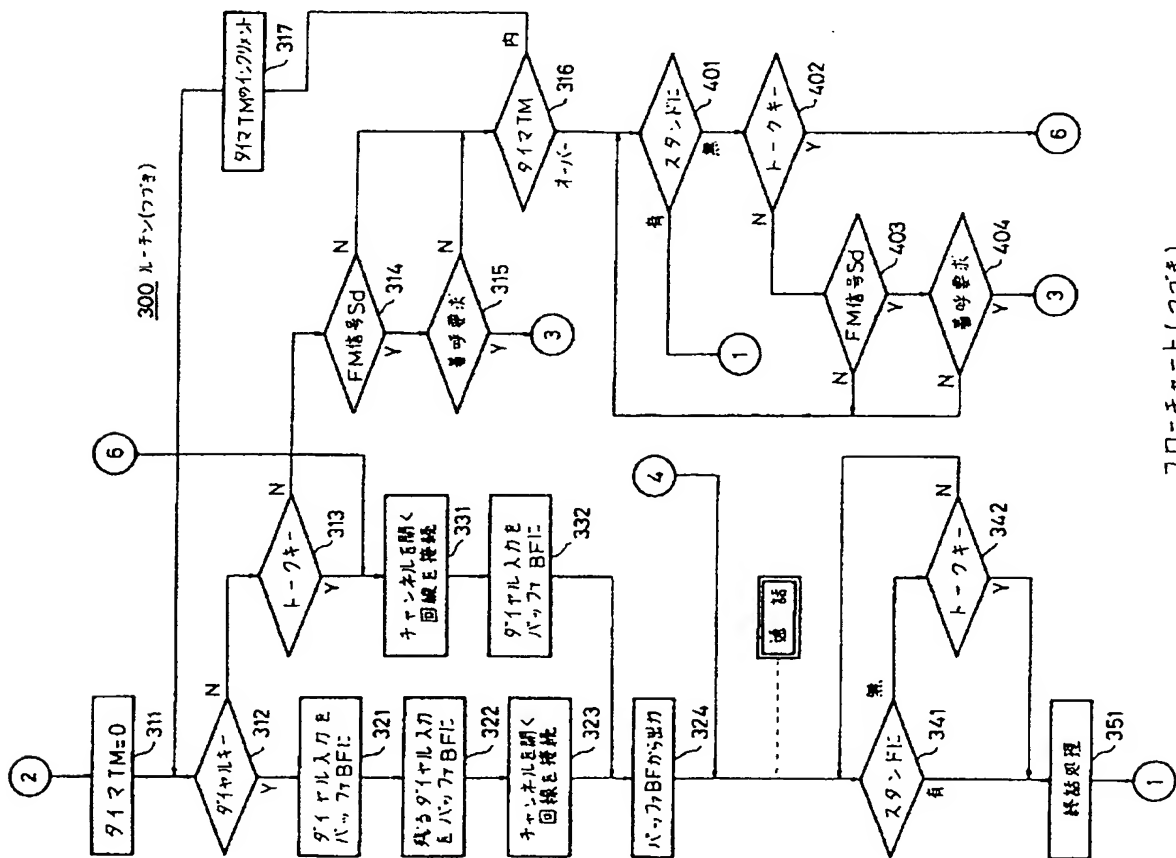 300 ルーチン(つづき)
2
タイマTM=0
311
ダイヤルキー
312
N
Y
ダイヤル入力を
バッファBFに
321
残るダイヤル入力
をバッファBFに
322
チャンネルを開く
回線を接続
323
バッファBFから出力
324
6
トークキー
313
N
Y
チャンネルを開く
回線を接続
331
ダイヤル入力を
バッファBFに
332
4
通話
FM信号Sd
314
N
Y
着呼要求
315
Y
3
タイマTMのインクリメント
317
タイマTM
316
内
オーバー
スタンドに
401
有
無
1
トークキー
402
N
Y
6
FM信号Sd
403
N
Y
着呼要求
404
N
Y
3
スタンドに
341
無
有
トークキー
342
N
Y
終話処理
351
1
フローチャート(つづき)